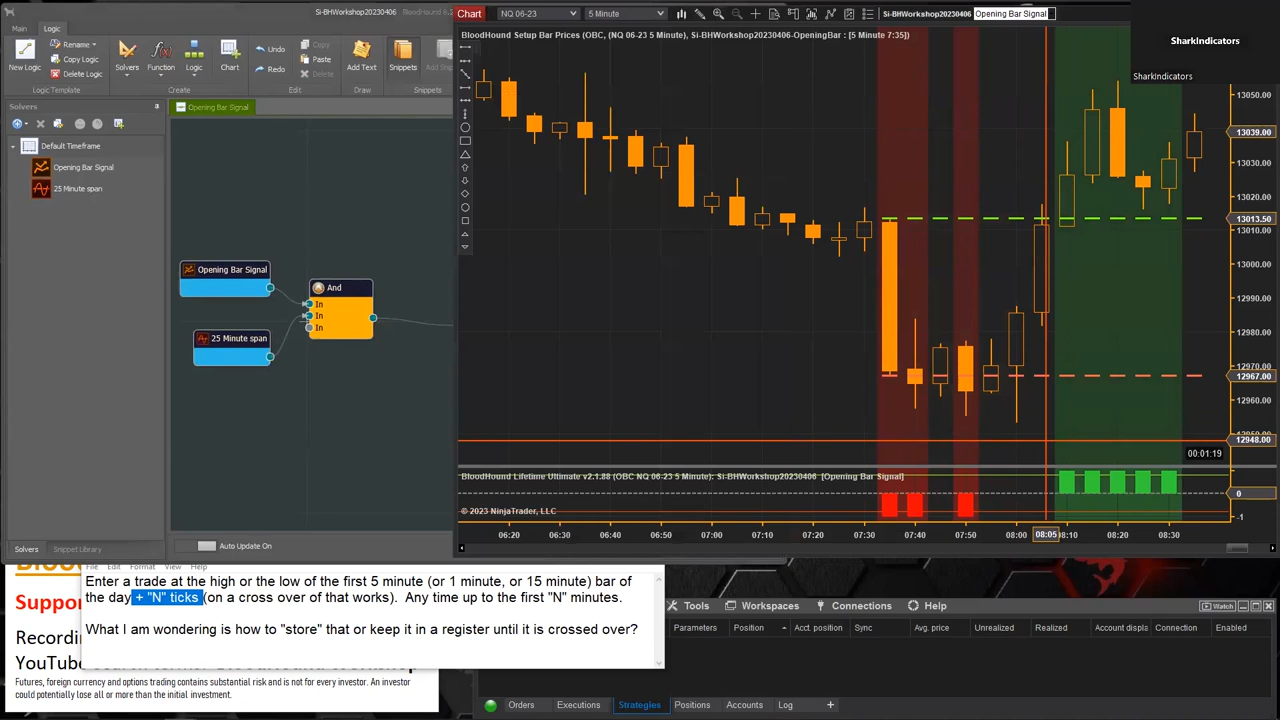 Si-BHWorkshop20230406 - BloodHound
Main Logic
New Logic
Rename
Copy Logic
Delete Logic
Logic Template
Solvers
Function
Logic
Chart
Create
Undo
Redo
Copy
Paste
Delete
Edit
Add Text
Draw
Snippets
Snippets
Solvers
Default Timeframe
Opening Bar Signal
25 Minute span
Opening Bar Signal
Opening Bar Signal
25 Minute span
And
In
In
In
Solvers Snippet Library
Auto Update On
Chart NQ 06-23 5 Minute Si-BHWorkshop20230406 Opening Bar Signal
BloodHound Setup Bar Prices (OBC, (NQ 06-23 5 Minute), Si-BHWorkshop20230406-OpeningBar : [5 Minute 7:35])
SharkIndicators
SharkIndicators
13050.00
13039.00
13030.00
13020.00
13013.50
13010.00
13000.00
12990.00
12980.00
12970.00
12967.00
12960.00
12948.00
00:01:19
BloodHound Lifetime Ultimate v2.1.88 (OBC NQ 06-23 5 Minute): Si-BHWorkshop20230406 [Opening Bar Signal]
0
-1
© 2023 NinjaTrader, LLC
06:20 06:30 06:40 06:50 07:00 07:10 07:20 07:30 07:40 07:50 08:00 08:05 08:10 08:20 08:30
File Edit Format View Help
Enter a trade at the high or the low of the first 5 minute (or 1 minute, or 15 minute) bar of
the day + "N" ticks (on a cross over of that works). Any time up to the first "N" minutes.
What I am wondering is how to "store" that or keep it in a register until it is crossed over?
Suppor
Recordin
YouTube
Futures, foreign currency and options trading contains substantial risk and is not for every investor. An investor
could potentially lose all or more than the initial investment.
Tools Workspaces Connections Help
Watch
Parameters Position Acct. position Sync Avg. price Unrealized Realized Account displa Connection Enabled
Orders Executions Strategies Positions Accounts Log +